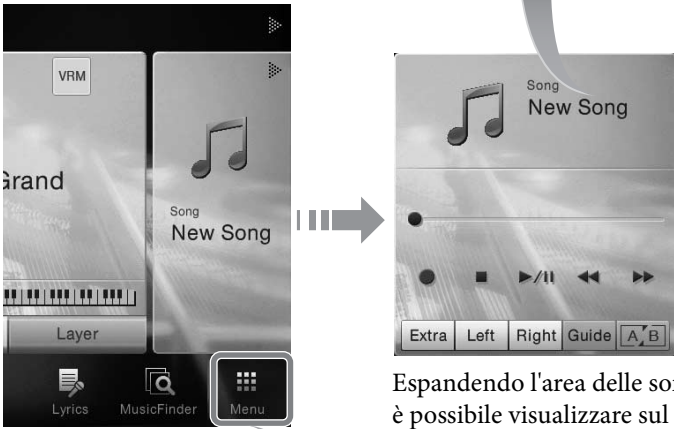 VRM
Grand
Song
New Song
Layer
Lyrics
MusicFinder
Menu
Song
New Song
Extra
Left
Right
Guide
A B
Espandendo l'area delle
è possibile visualizzare sul